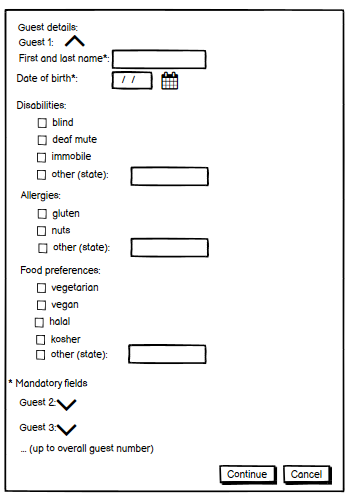 Guest details:
Guest 1:
First and last name*:
Date of birth*: / /
Disabilities:
blind
deaf mute
immobile
other (state):
Allergies:
gluten
nuts
other (state):
Food preferences:
vegetarian
vegan
halal
kosher
other (state):
* Mandatory fields
Guest 2:
Guest 3:
... (up to overall guest number)
Continue Cancel